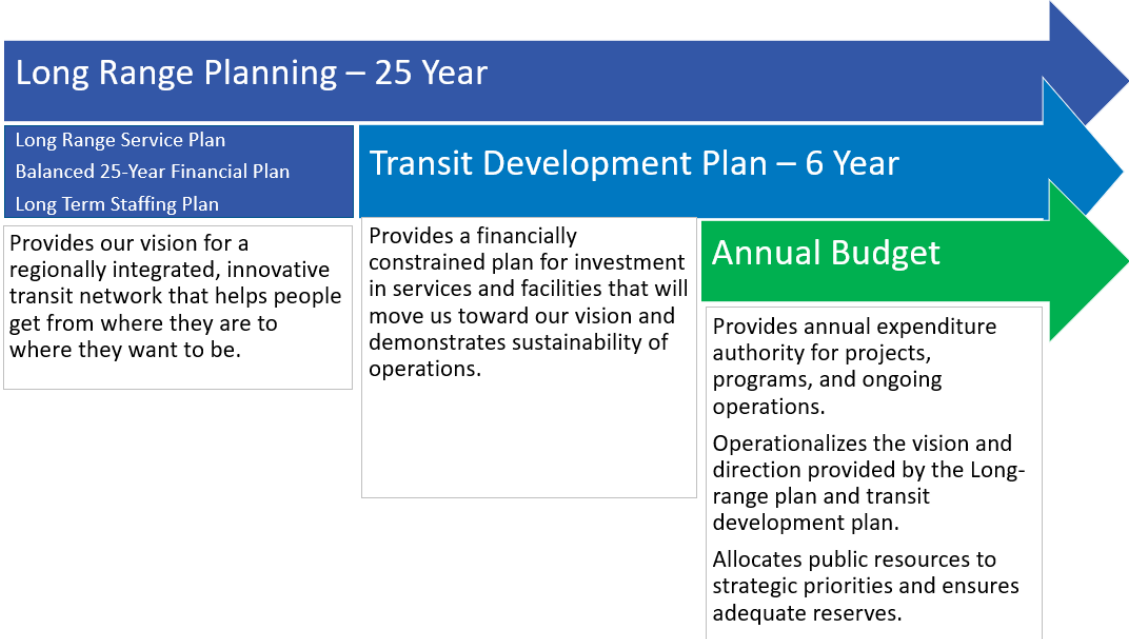 Long Range Planning – 25 Year
Long Range Service Plan
Balanced 25-Year Financial Plan
Long Term Staffing Plan
Provides our vision for a
regionally integrated, innovative
transit network that helps people
get from where they are to
where they want to be.
Transit Development Plan – 6 Year
Provides a financially
constrained plan for investment
in services and facilities that will
move us toward our vision and
demonstrates sustainability of
operations.
Annual Budget
Provides annual expenditure
authority for projects,
programs, and ongoing
operations.
Operationalizes the vision and
direction provided by the Long-
range plan and transit
development plan.
Allocates public resources to
strategic priorities and ensures
adequate reserves.